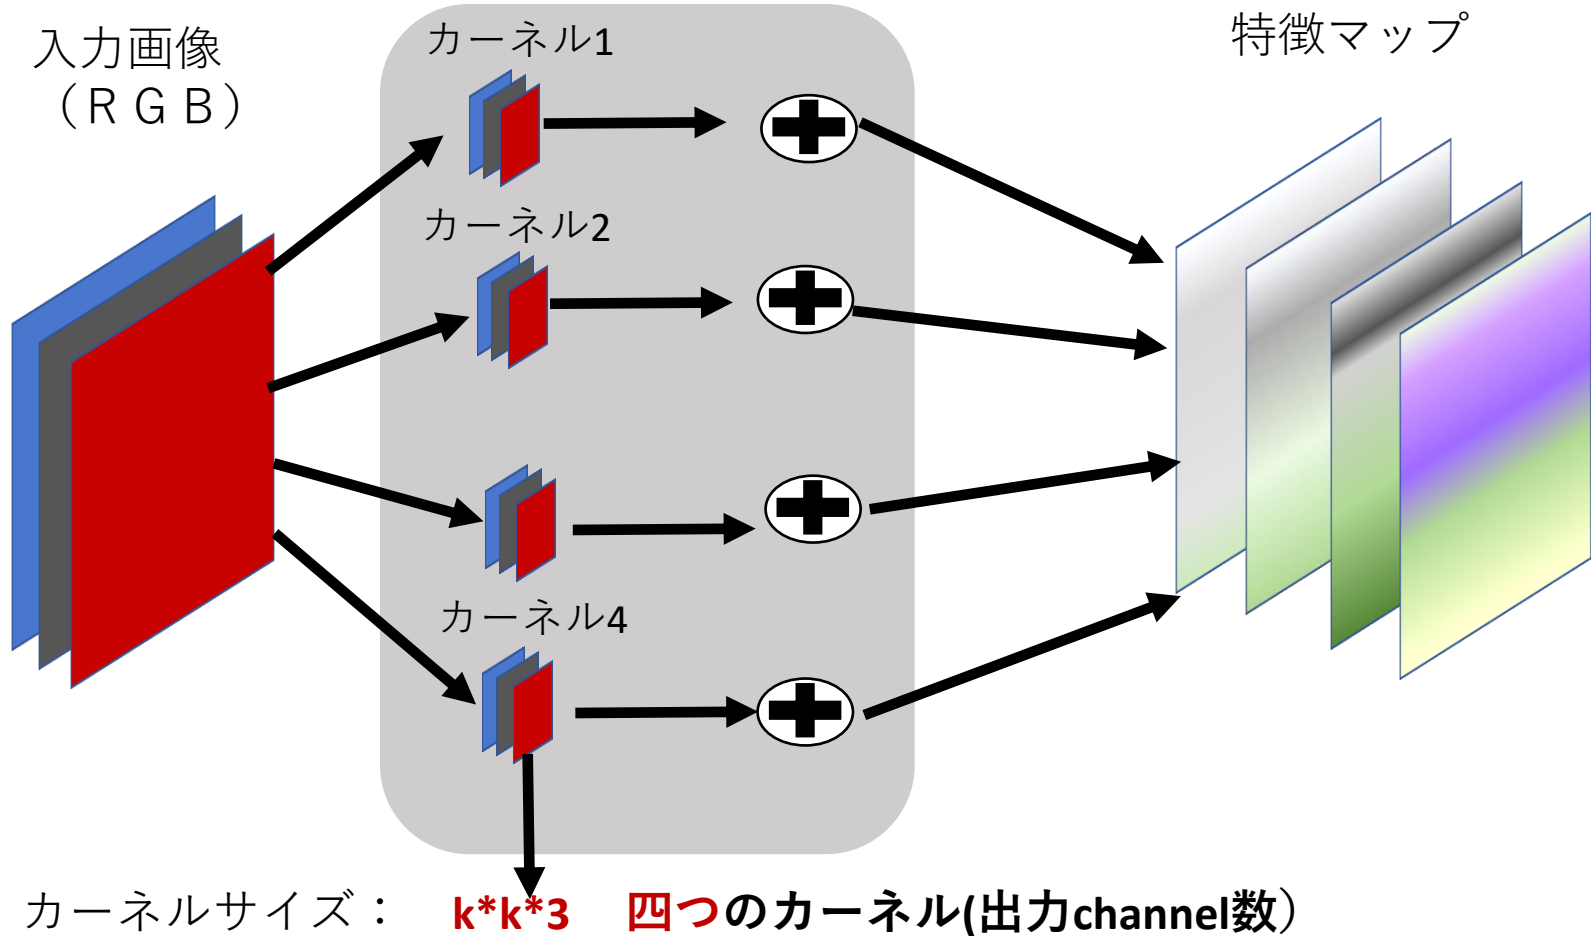 入力画像
（ＲＧＢ）
カーネル1
特徴マップ
カーネル2
カーネル4
カーネルサイズ： k*k*3 四つのカーネル(出力channel数）